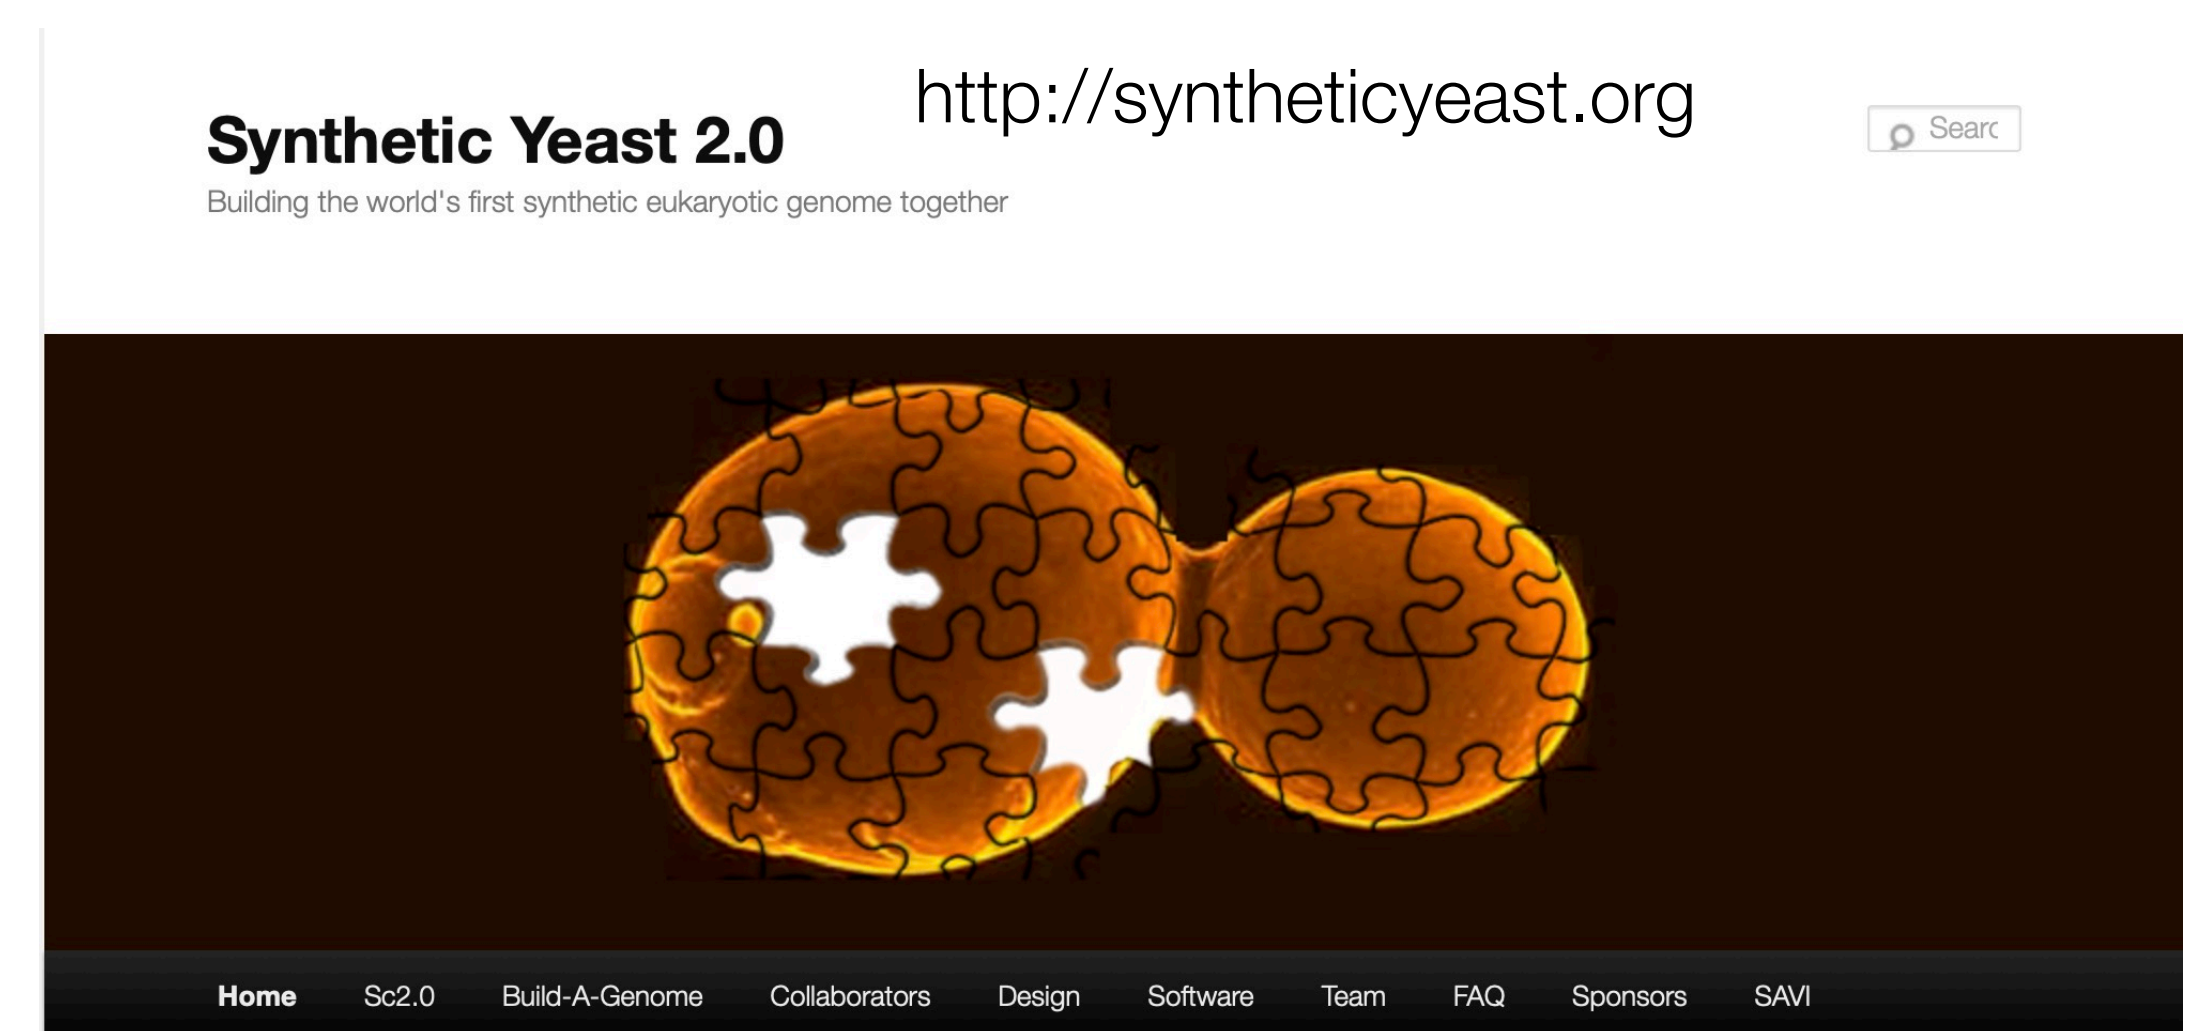 http://syntheticyeast.org
Synthetic Yeast 2.0
Searc
Building the world's first synthetic eukaryotic genome together
Home Sc2.0 Build-A-Genome Collaborators Design Software Team FAQ Sponsors SAVI